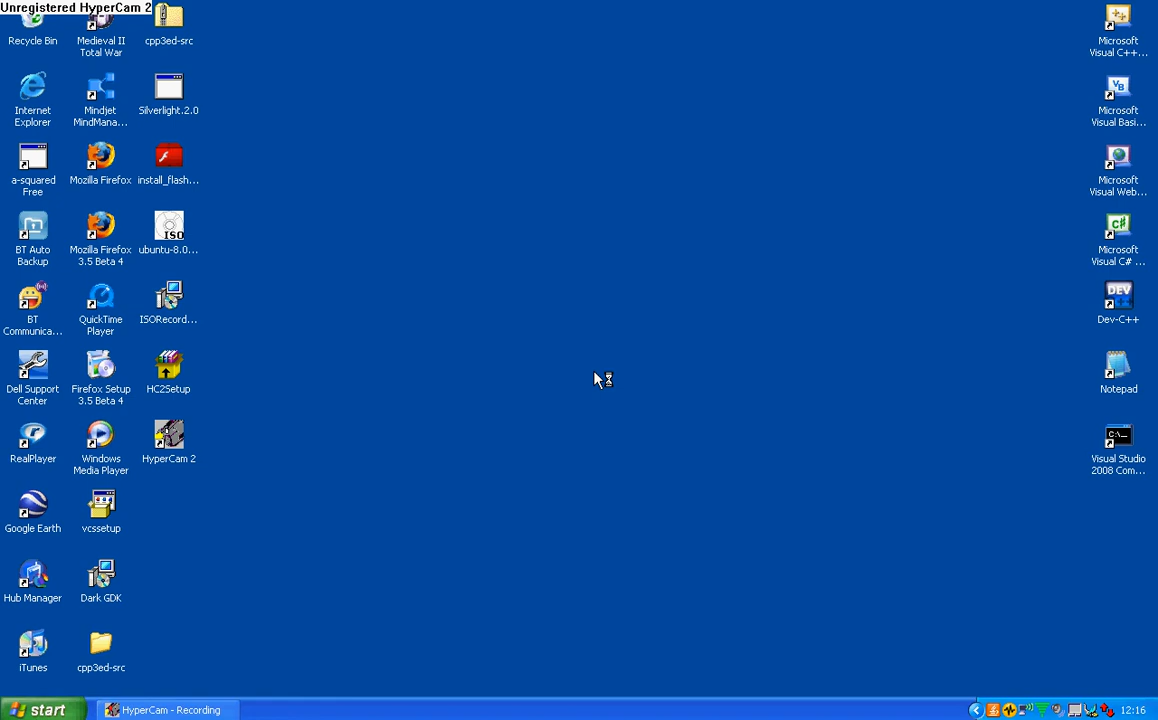 Unregistered HyperCam 2
Recycle Bin
Medieval II
Total War
cpp3ed-src
Internet
Explorer
Mindjet
MindMana...
Silverlight.2.0
a-squared
Free
Mozilla Firefox
install_flash...
BT Auto
Backup
Mozilla Firefox
3.5 Beta 4
ISO
ubuntu-8.0...
BT
Communica...
QuickTime
Player
ISORecord...
Dell Support
Center
Firefox Setup
3.5 Beta 4
HC2Setup
RealPlayer
Windows
Media Player
HyperCam 2
Google Earth
vcssetup
Hub Manager
Dark GDK
iTunes
cpp3ed-src
Microsoft
Visual C++...
VB
Microsoft
Visual Basi...
Microsoft
Visual Web...
C#
Microsoft
Visual C# ...
DEV
Dev-C++
Notepad
C:\_
Visual Studio
2008 Com...
start
HyperCam - Recording
12:16